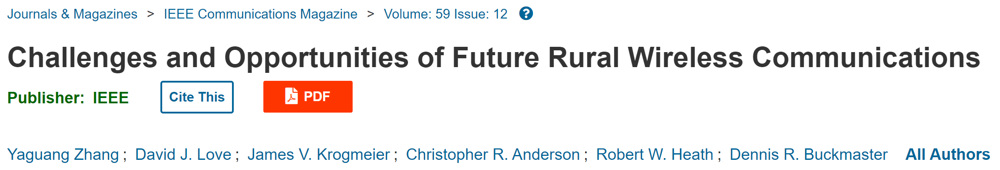 Journals & Magazines > IEEE Communications Magazine > Volume: 59 Issue: 12 ?
Challenges and Opportunities of Future Rural Wireless Communications
Publisher: IEEE Cite This PDF
Yaguang Zhang ; David J. Love ; James V. Krogmeier ; Christopher R. Anderson ; Robert W. Heath ; Dennis R. Buckmaster All Authors